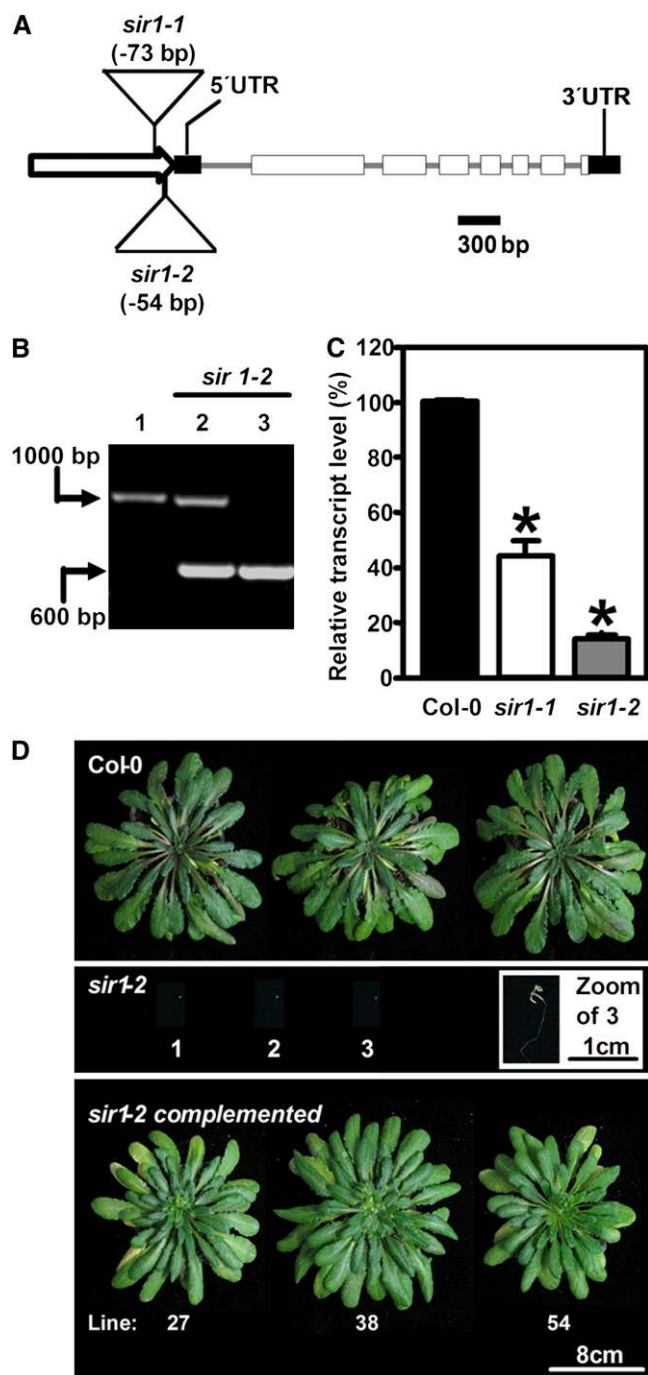 A
sir1-1
(-73 bp)
5´UTR
3´UTR
300 bp
sir1-2
(-54 bp)
B
sir 1-2
1 2 3
1000 bp
600 bp
C
Relative transcript level (%)
120
100
80
60
40
20
0
* *
Col-0 sir1-1 sir1-2
D
Col-0
sir1-2
1 2 3
Zoom
of 3
1cm
sir1-2 complemented
Line: 27 38 54
8cm